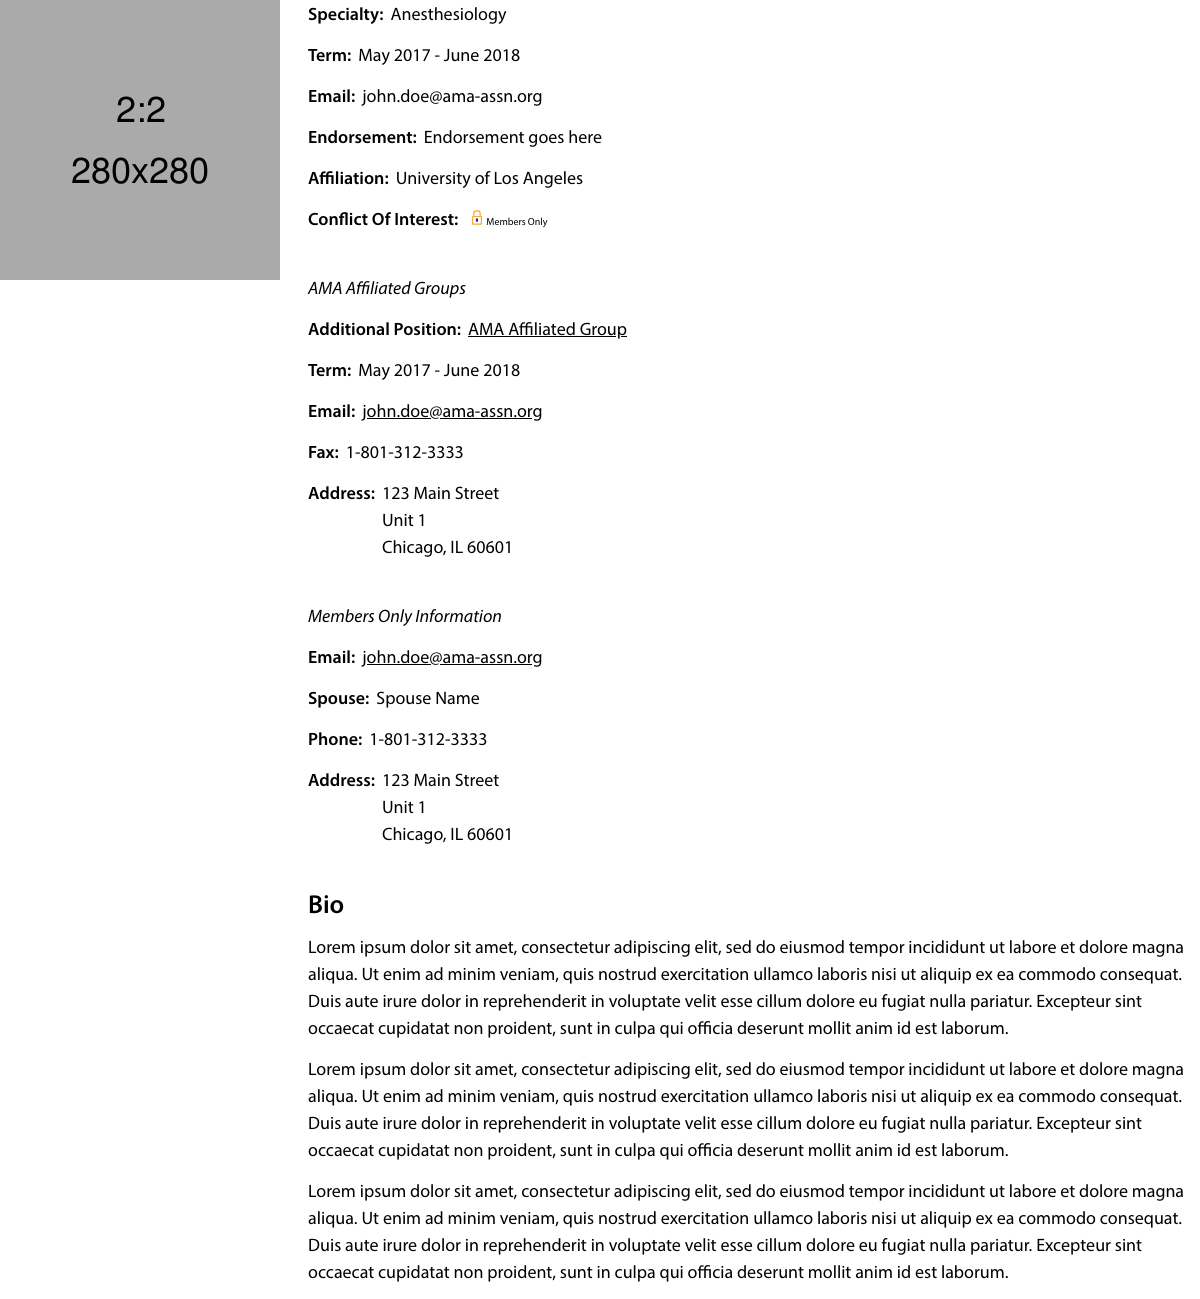 2:2
280x280
Specialty: Anesthesiology
Term: May 2017 - June 2018
Email: john.doe@ama-assn.org
Endorsement: Endorsement goes here
Affiliation: University of Los Angeles
Conflict Of Interest: Members Only
AMA Affiliated Groups
Additional Position: AMA Affiliated Group
Term: May 2017 - June 2018
Email: john.doe@ama-assn.org
Fax: 1-801-312-3333
Address: 123 Main Street
Unit 1
Chicago, IL 60601
Members Only Information
Email: john.doe@ama-assn.org
Spouse: Spouse Name
Phone: 1-801-312-3333
Address: 123 Main Street
Unit 1
Chicago, IL 60601
Bio
Lorem ipsum dolor sit amet, consectetur adipiscing elit, sed do eiusmod tempor incididunt ut labore et dolore magna
aliqua. Ut enim ad minim veniam, quis nostrud exercitation ullamco laboris nisi ut aliquip ex ea commodo consequat.
Duis aute irure dolor in reprehenderit in voluptate velit esse cillum dolore eu fugiat nulla pariatur. Excepteur sint
occaecat cupidatat non proident, sunt in culpa qui officia deserunt mollit anim id est laborum.
Lorem ipsum dolor sit amet, consectetur adipiscing elit, sed do eiusmod tempor incididunt ut labore et dolore magna
aliqua. Ut enim ad minim veniam, quis nostrud exercitation ullamco laboris nisi ut aliquip ex ea commodo consequat.
Duis aute irure dolor in reprehenderit in voluptate velit esse cillum dolore eu fugiat nulla pariatur. Excepteur sint
occaecat cupidatat non proident, sunt in culpa qui officia deserunt mollit anim id est laborum.
Lorem ipsum dolor sit amet, consectetur adipiscing elit, sed do eiusmod tempor incididunt ut labore et dolore magna
aliqua. Ut enim ad minim veniam, quis nostrud exercitation ullamco laboris nisi ut aliquip ex ea commodo consequat.
Duis aute irure dolor in reprehenderit in voluptate velit esse cillum dolore eu fugiat nulla pariatur. Excepteur sint
occaecat cupidatat non proident, sunt in culpa qui officia deserunt mollit anim id est laborum.